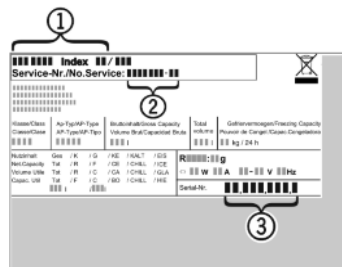 ①
Index / 
Service-Nr./No.Service: -
②
Klasse/Class Ap-Typ/AP-Type Bruttoinhalt/Gross Capacity Total Gefriervermoegen/Freezing Capacity
Classe/Clase AP-Type/AP-Tipo Volume Brut/Capacidad Bruta volume Pouvoir de Congel./Capac.Congeladora
l l kg / 24 h
Nutzinhalt Ges / K / G / KE / KALT / EIS
Net.Capacity Tot / R / F / CE / CHILL / ICE
Volume Utile Tot / R / C / CA / CHILL / GLA
Capac. Util Tot / F / C / BO / CHILL / HIE
l / l
R : g
W A - V Hz
Serial-Nr.
③